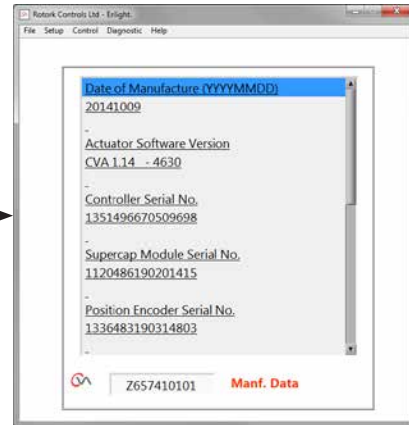 Rotork Controls Ltd - Enlight.
File Setup Control Diagnostic Help
Date of Manufacture (YYYYMMDD)
20141009
-
Actuator Software Version
CVA 1.14 - 4630
-
Controller Serial No.
1351496670509698
-
Supercap Module Serial No.
1120486190201415
-
Position Encoder Serial No.
1336483190314803
-
Z657410101 Manf. Data